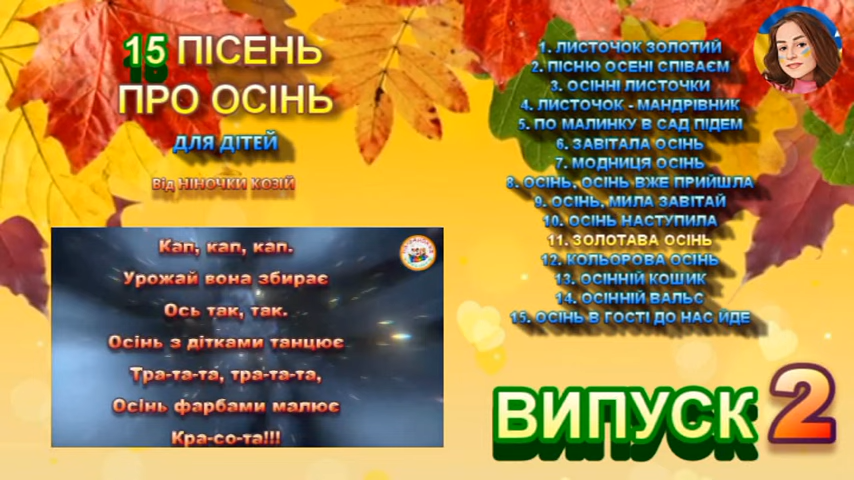 15 ПІСЕНЬ
ПРО ОСІНЬ
ДЛЯ ДІТЕЙ
Від НІНОЧКИ ХОЗІЙ
Кап, кап, кап.
Урожай вона збирає
Ось так, так.
Осінь з дітками танцює
Тра-та-та, тра-та-та,
Осінь фарбами малює
Кра-со-та!!!
1. ЛИСТОЧОК ЗОЛОТИЙ
2. ПІСНЮ ОСЕНІ СПІВАЄМ
3. ОСІННІ ЛИСТОЧКИ
4. ЛИСТОЧОК - МАНДРІВНИК
5. ПО МАЛИНКУ В САД ПІДЕМ
6. ЗАВІТАЛА ОСІНЬ
7. МОДНИЦЯ ОСІНЬ
8. ОСІНЬ, ОСІНЬ ВЖЕ ПРИЙШЛА
9. ОСІНЬ, МИЛА ЗАВІТАЙ
10. ОСІНЬ НАСТУПИЛА
11. ЗОЛОТАВА ОСІНЬ
12. КОЛЬОРОВА ОСІНЬ
13. ОСІННІЙ КОШИК
14. ОСІННІЙ ВАЛЬС
15. ОСІНЬ В ГОСТІ ДО НАС ЙДЕ
ВИПУСК 2